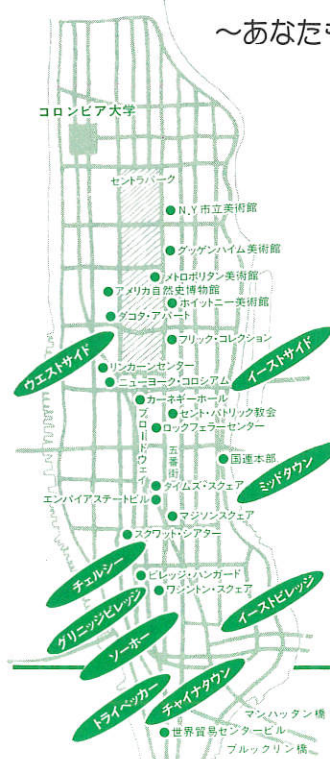 ～あなたも
コロンビア大学
セントラパーク
N.Y市立美術館
グッゲンハイム美術館
メトロポリタン美術館
アメリカ自然史博物館
ホイットニー美術館
ダコタ・アパート
フリック・コレクション
ウエストサイド
イーストサイド
リンカーンセンター
ニューヨーク・コロシアム
カーネギーホール
セント・パトリック教会
ロックフェラーセンター
ブロードウェイ
五番街
国連本部
ミッドタウン
タイムズ・スクェア
エンパイアステートビル
マジソンスクェア
スクワット・シアター
チェルシー
ビレッジ・バンガード
ワシントン・スクェア
グリニッジビレッジ
イーストビレッジ
ソーホー
トライベッカー
チャイナタウン
マンハッタン橋
世界貿易センタービル
ブルックリン橋